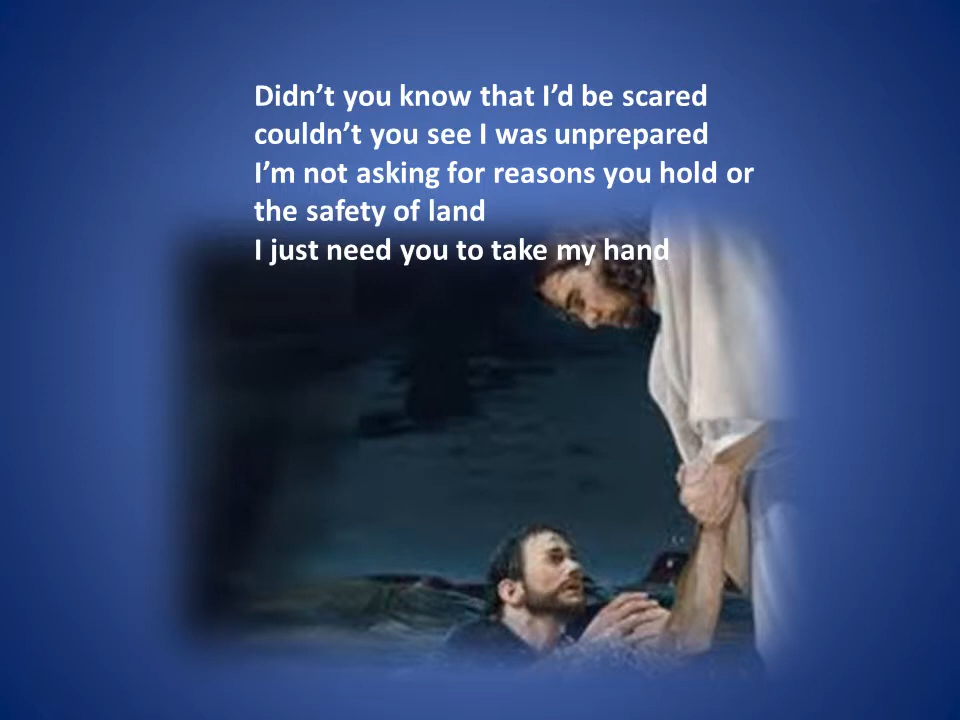 Didn’t you know that I’d be scared
couldn’t you see I was unprepared
I’m not asking for reasons you hold or
the safety of land
I just need you to take my hand